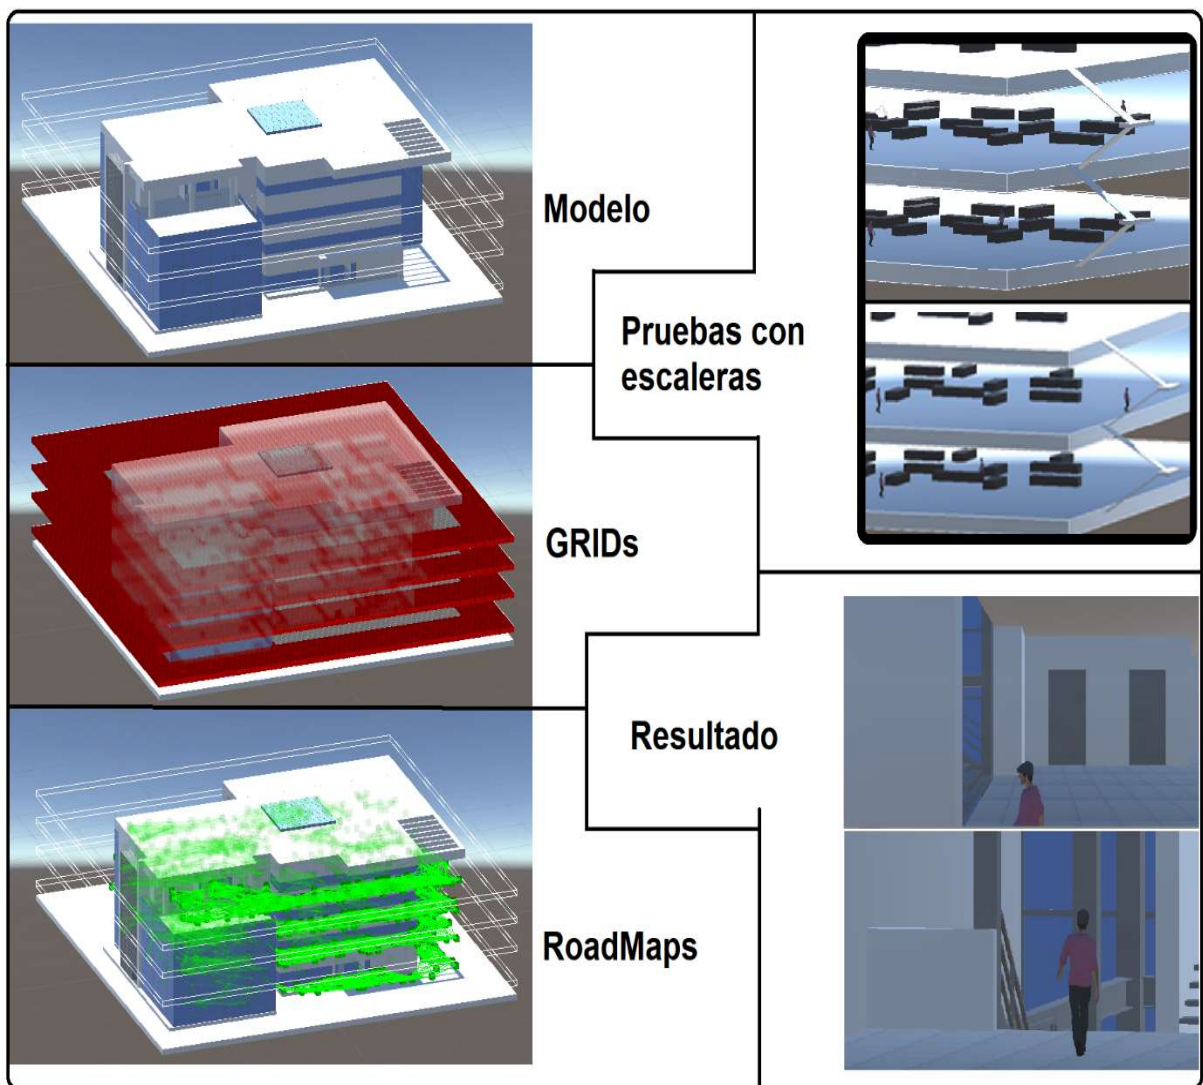 Modelo
Pruebas con
escaleras
GRIDs
Resultado
RoadMaps